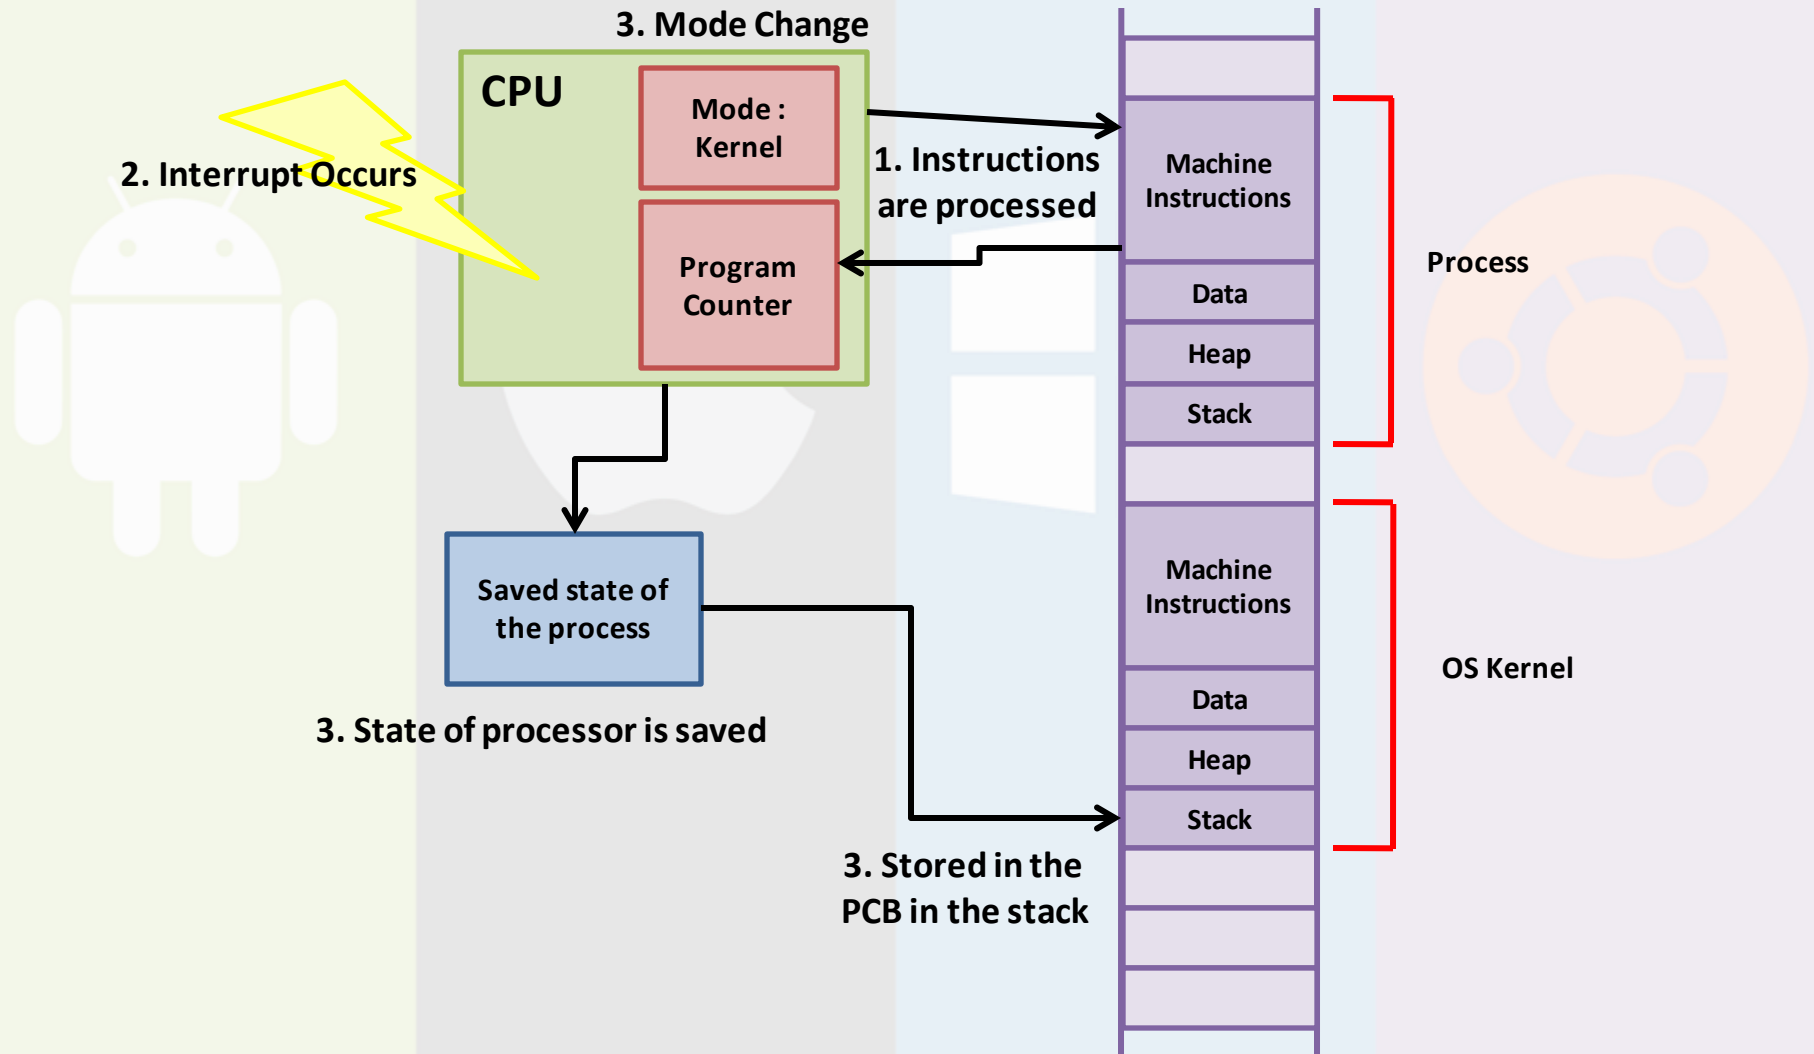 3. Mode Change
CPU
Mode :
Kernel
2. Interrupt Occurs
1. Instructions
are processed
Program
Counter
Machine
Instructions
Data
Heap
Stack
Process
Saved state of
the process
3. State of processor is saved
Machine
Instructions
Data
Heap
Stack
OS Kernel
3. Stored in the
PCB in the stack